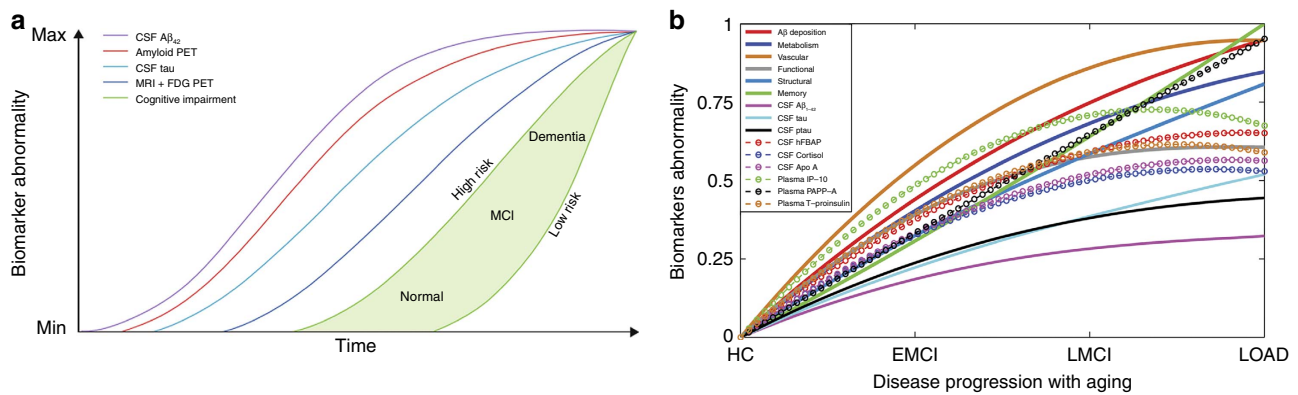 a
Max
Biomarker abnormality
Min
CSF Aβ42
Amyloid PET
CSF tau
MRI + FDG PET
Cognitive impairment
High risk
Dementia
MCI
Low risk
Normal
Time
b
Biomarkers abnormality
1
0.75
0.5
0.25
0
Aβ deposition
Metabolism
Vascular
Functional
Structural
Memory
CSF Aβ1–42
CSF tau
CSF ptau
CSF hFBAP
CSF Cortisol
CSF Apo A
Plasma IP–10
Plasma PAPP–A
Plasma T–proinsulin
HC EMCI LMCI LOAD
Disease progression with aging